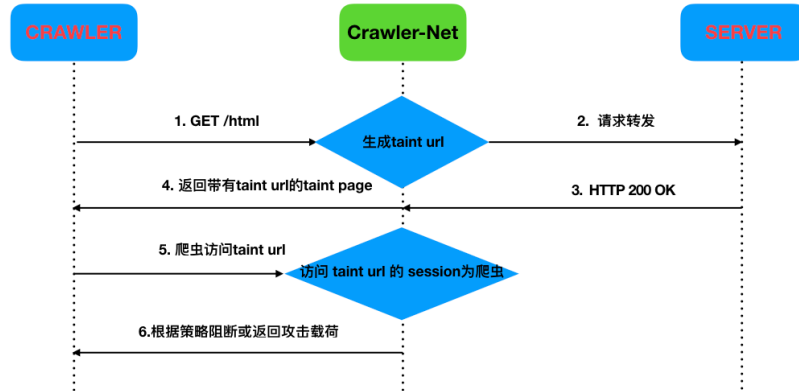 CRAWLER
Crawler-Net
SERVER
1. GET /html
生成taint url
2. 请求转发
4. 返回带有taint url的taint page
3. HTTP 200 OK
5. 爬虫访问taint url
访问 taint url 的 session为爬虫
6.根据策略阻断或返回攻击载荷